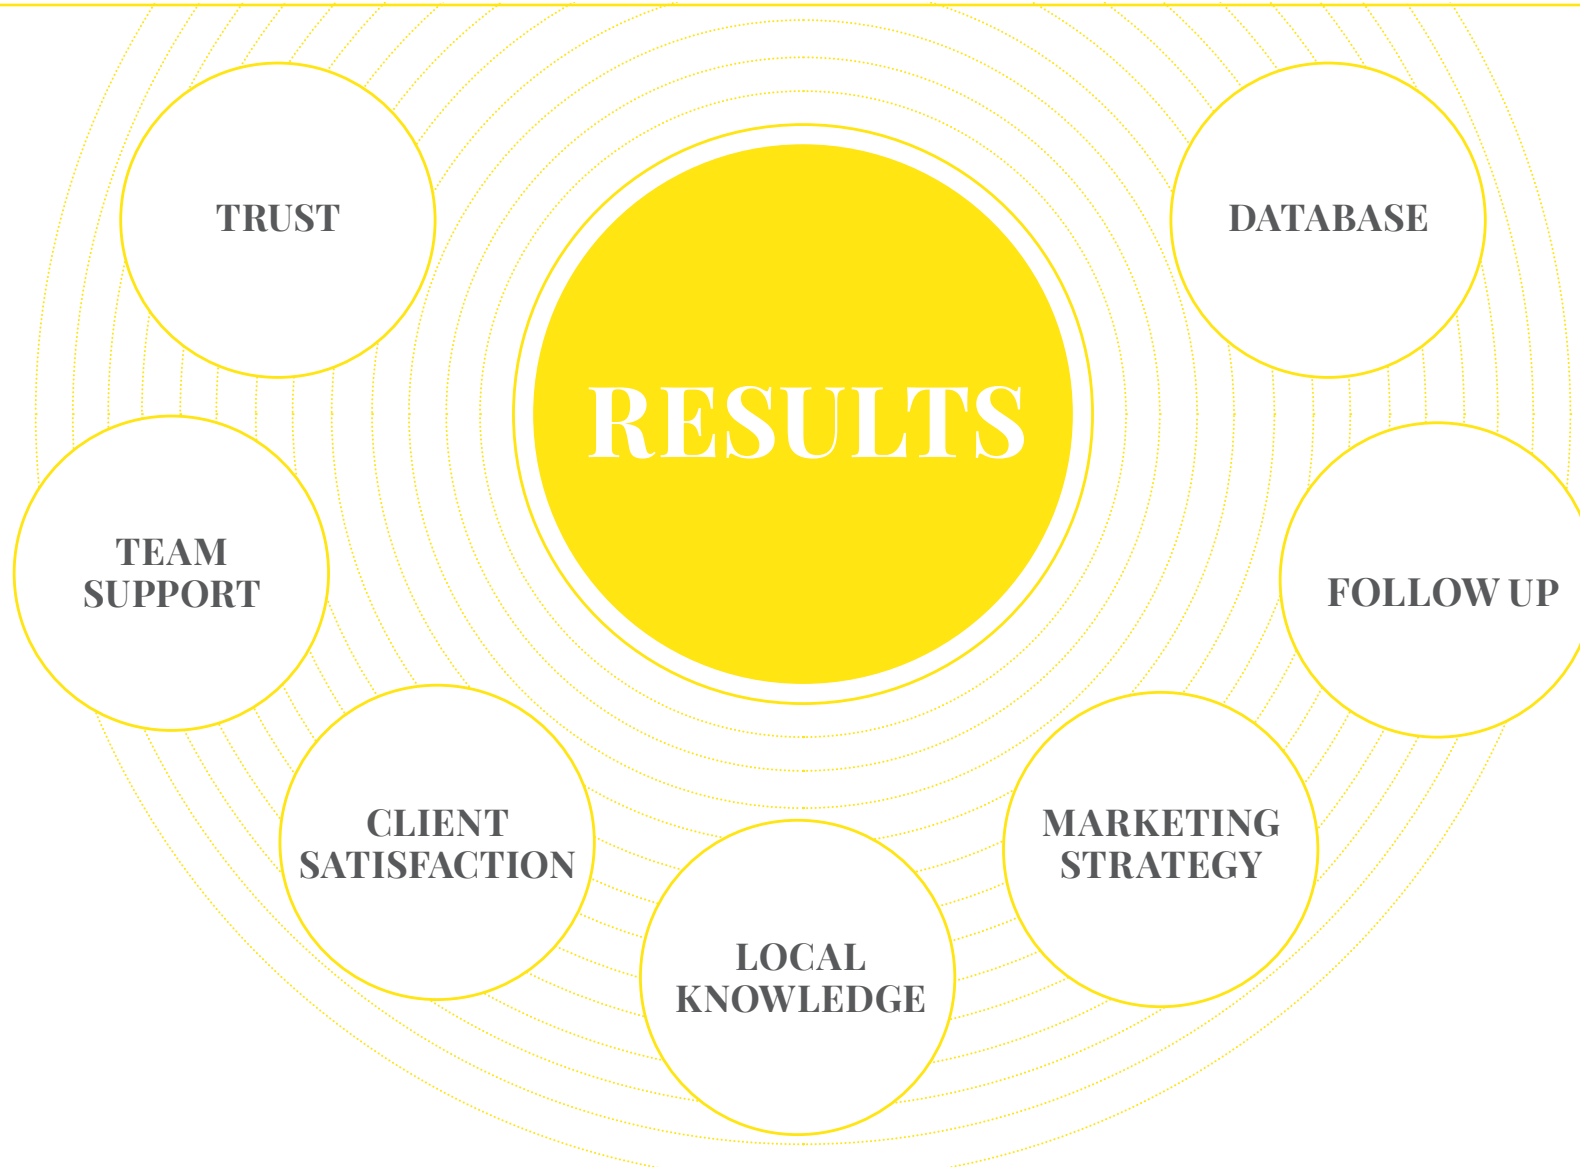 TRUST
DATABASE
RESULTS
TEAM
SUPPORT
FOLLOW UP
CLIENT
SATISFACTION
MARKETING
STRATEGY
LOCAL
KNOWLEDGE